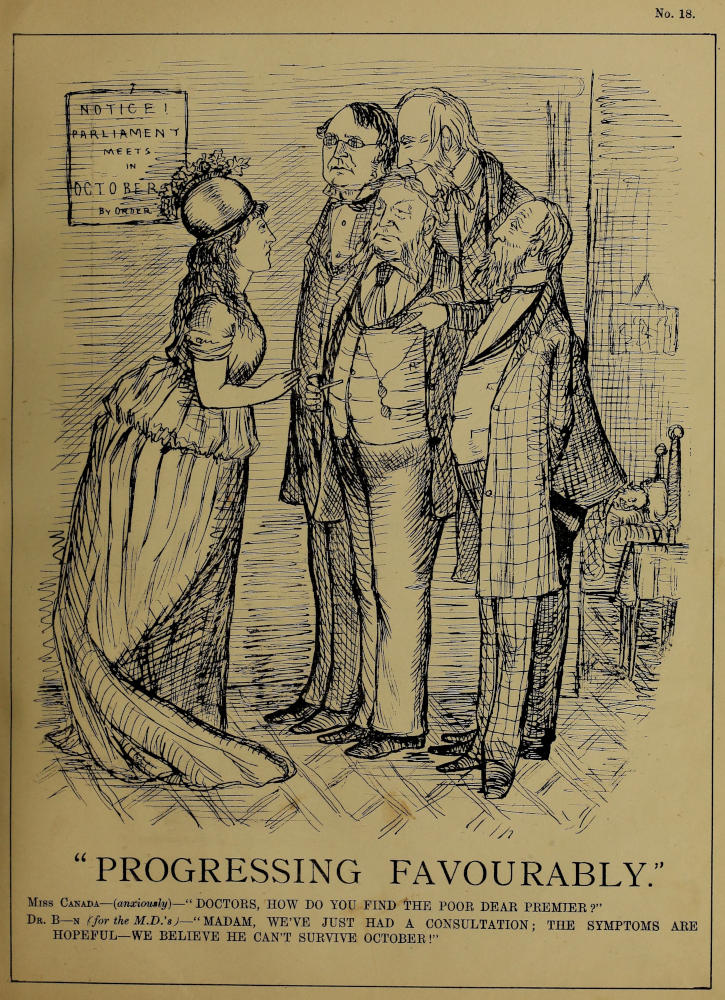 No. 18.
NOTICE!
PARLIAMENT
MEETS
IN
OCTOBER
BY ORDER
"PROGRESSING FAVOURABLY."
MISS CANADA—(anxiously)—"DOCTORS, HOW DO YOU FIND THE POOR DEAR PREMIER?"
DR. B—N (for the M.D.'s)—"MADAM, WE'VE JUST HAD A CONSULTATION; THE SYMPTOMS ARE
HOPEFUL—WE BELIEVE HE CAN'T SURVIVE OCTOBER!"